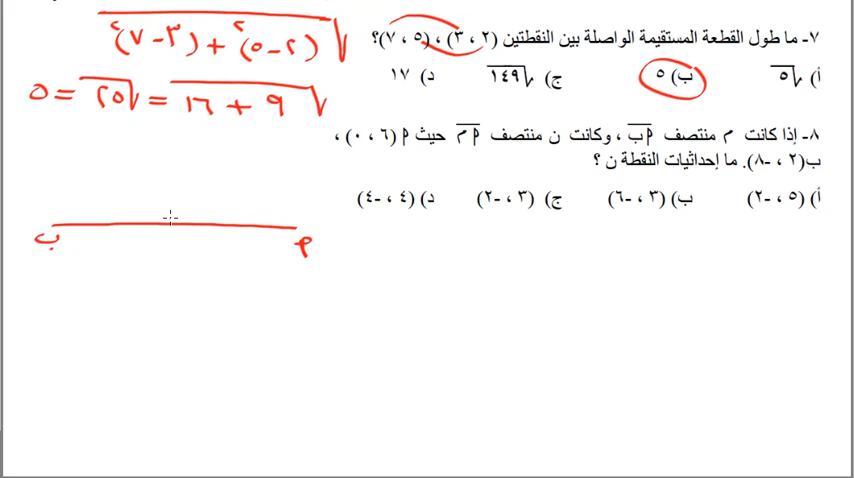 ٧- ما طول القطعة المستقيمة الواصلة بين النقطتين (٢ ، ٣) ، (٥ ، ٧)؟
أ) √٥ ب) ٥ ج) √١٤٩ د) ١٧
√(٢-٥)² + (٣-٧)²
√٩ + ١٦ = √٢٥ = ٥
٨- إذا كانت م منتصف م ب ، وكانت ن منتصف م م حيث م (٦ ، ٠) ،
ب(٢ ، -٨). ما إحداثيات النقطة ن ؟
أ) (٥ ، -٢) ب) (٣ ، -٦) ج) (٣ ، -٢) د) (٤ ، -٤)
م ب